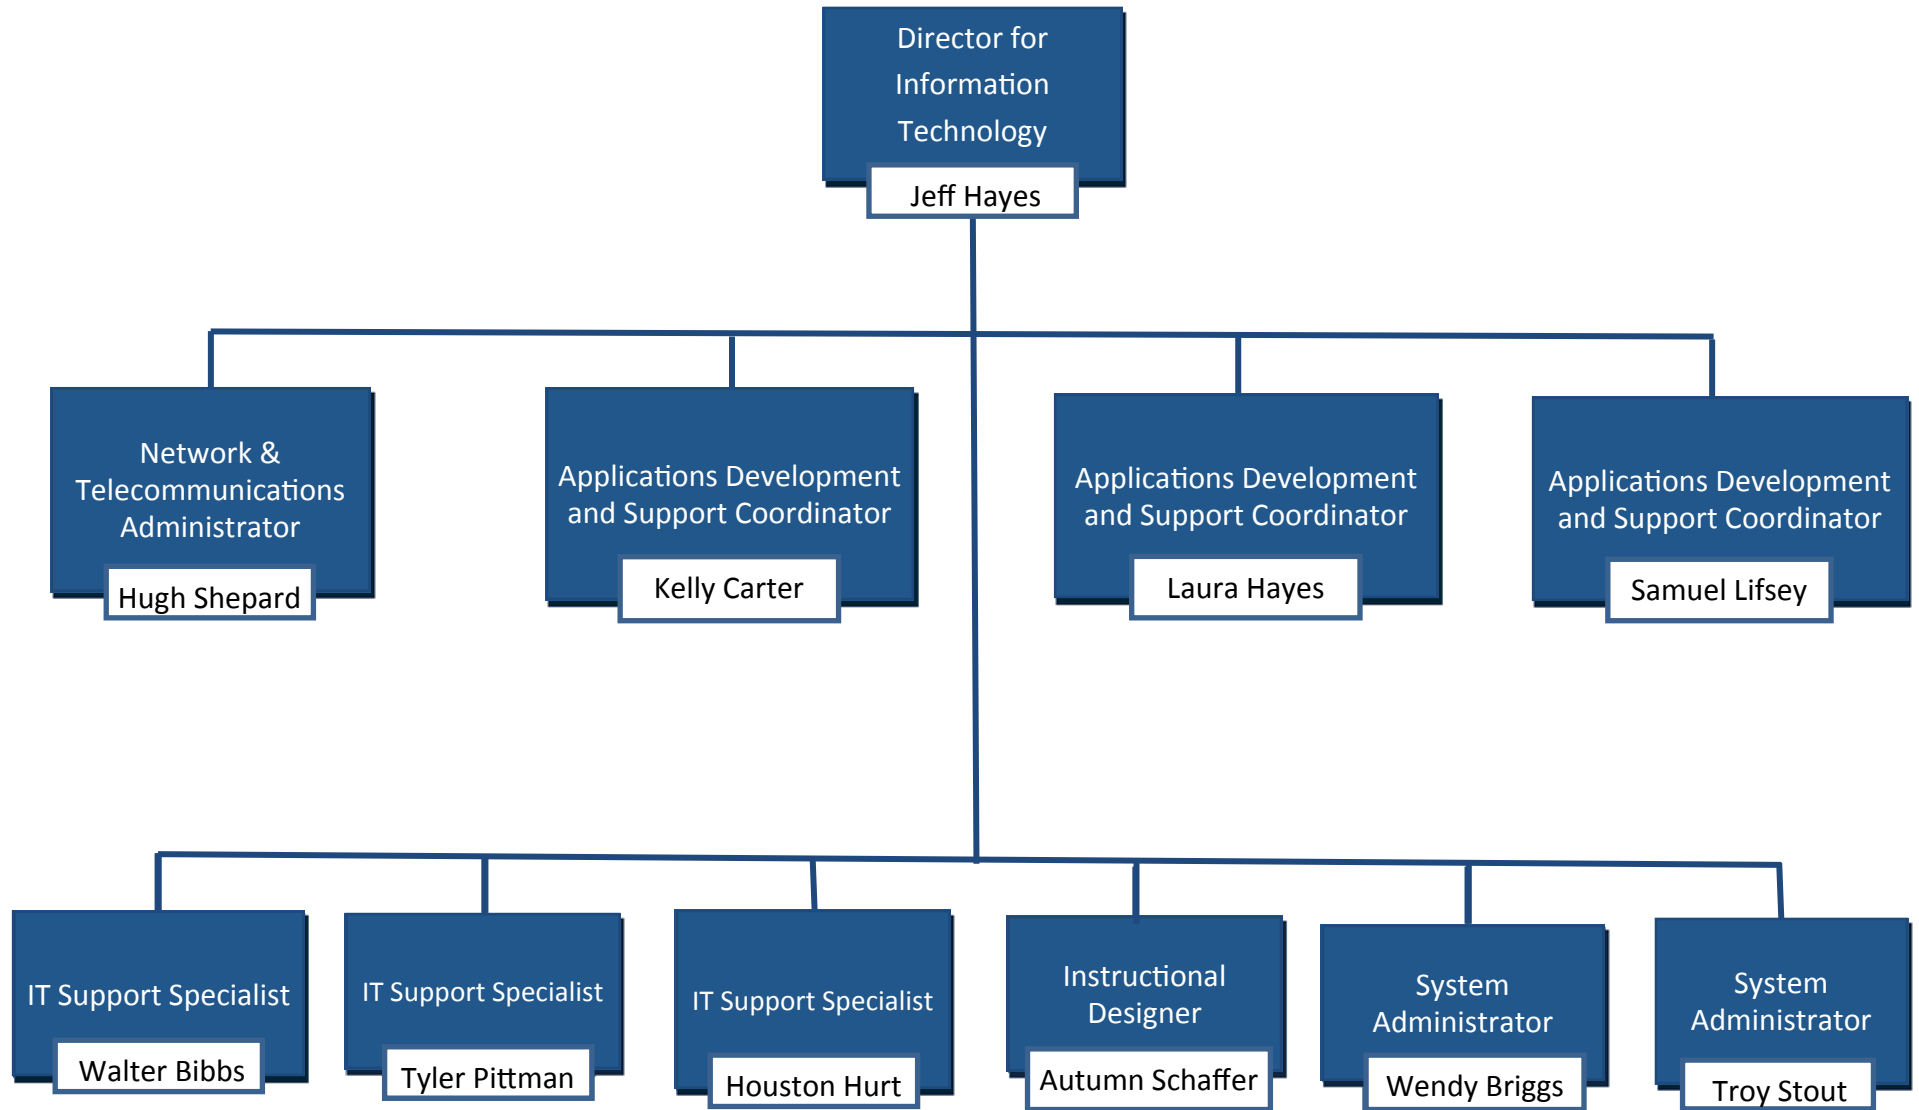 Director for
Information
Technology
Jeff Hayes
Network &
Telecommunications
Administrator
Hugh Shepard
Applications Development
and Support Coordinator
Kelly Carter
Applications Development
and Support Coordinator
Laura Hayes
Applications Development
and Support Coordinator
Samuel Lifsey
IT Support Specialist
Walter Bibbs
IT Support Specialist
Tyler Pittman
IT Support Specialist
Houston Hurt
Instructional
Designer
Autumn Schaffer
System
Administrator
Wendy Briggs
System
Administrator
Troy Stout